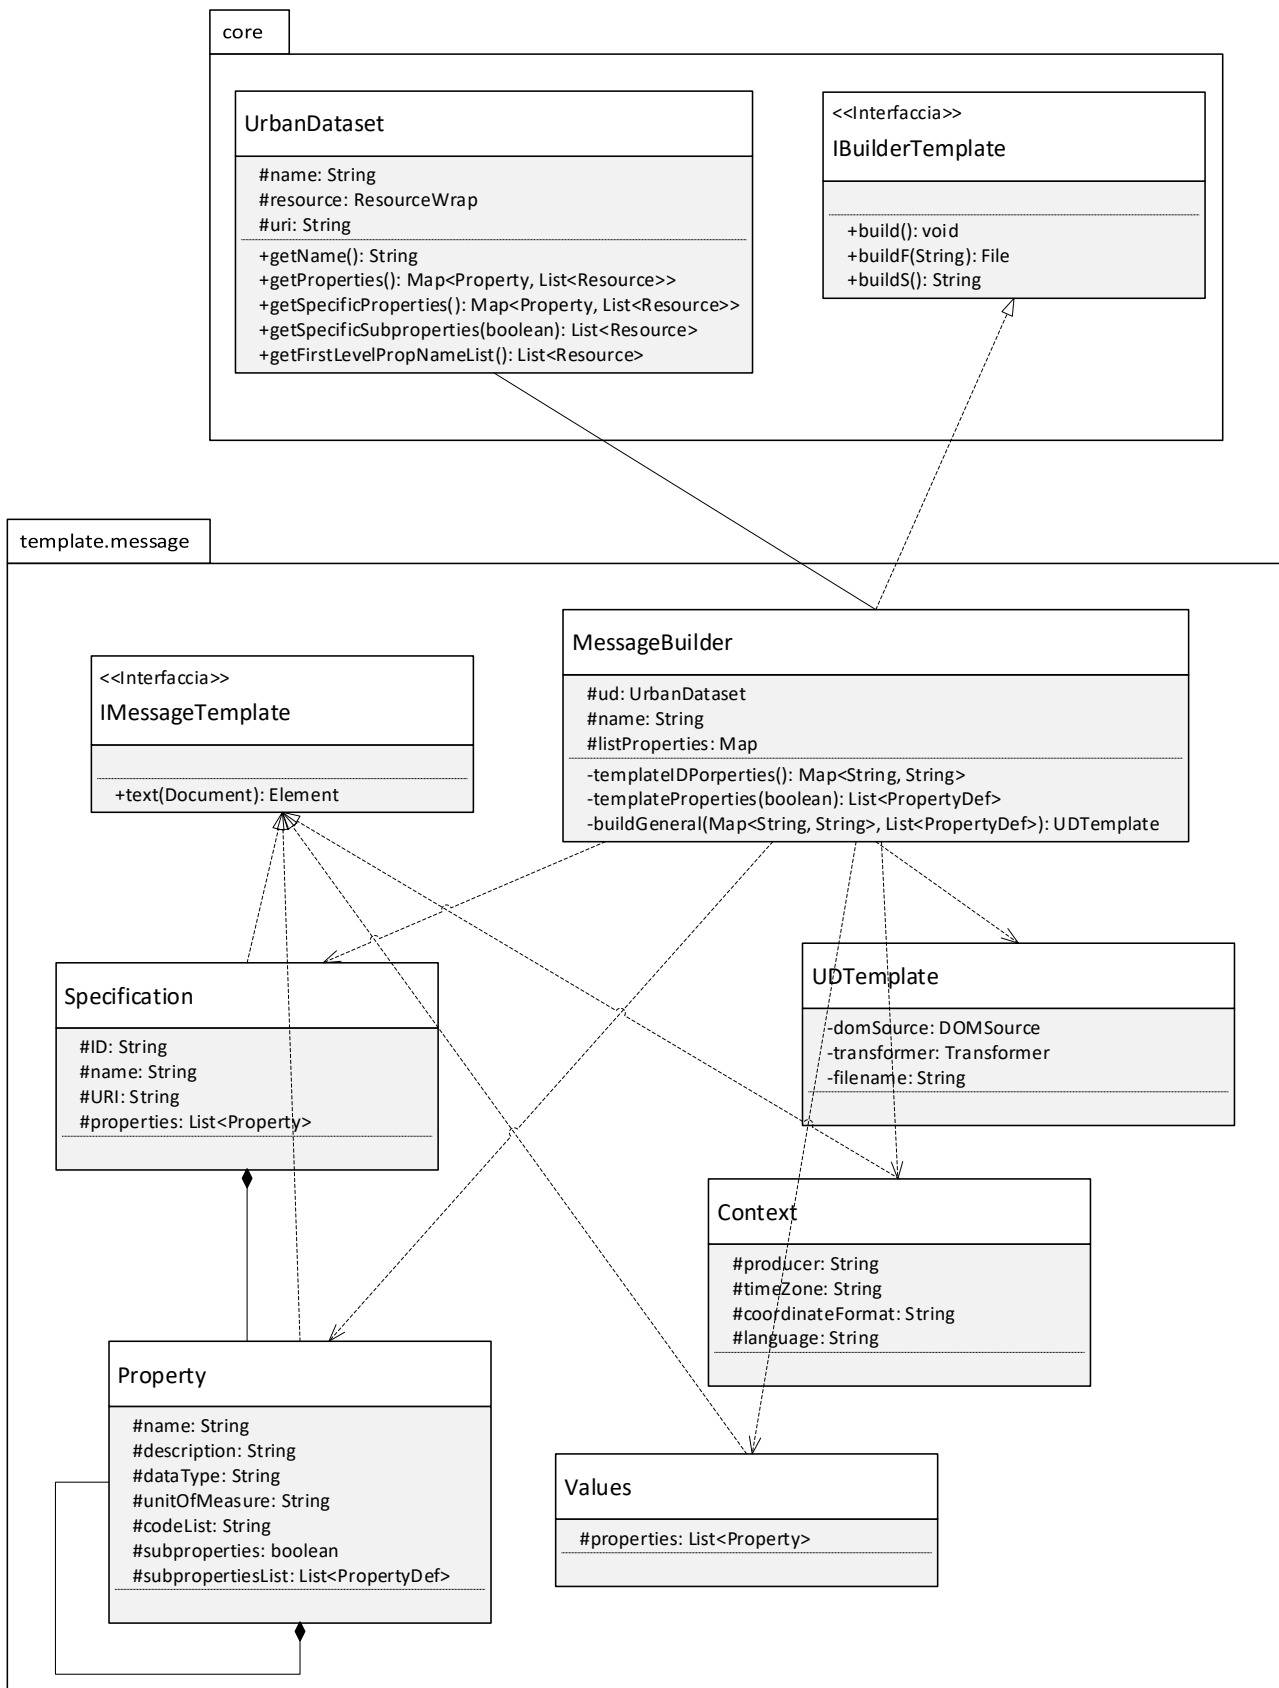 core
UrbanDataset
#name: String
#resource: ResourceWrap
#uri: String
+getName(): String
+getProperties(): Map<Property, List<Resource>>
+getSpecificProperties(): Map<Property, List<Resource>>
+getSpecificSubproperties(boolean): List<Resource>
+getFirstLevelPropNameList(): List<Resource>
<<Interfaccia>>
IBuilderTemplate
+build(): void
+buildF(String): File
+buildS(): String
template.message
<<Interfaccia>>
IMessageTemplate
+text(Document): Element
MessageBuilder
#ud: UrbanDataset
#name: String
#listProperties: Map
-templateIDPorperties(): Map<String, String>
-templateProperties(boolean): List<PropertyDef>
-buildGeneral(Map<String, String>, List<PropertyDef>): UDTemplate
Specification
#ID: String
#name: String
#URI: String
#properties: List<Property>
UDTemplate
-domSource: DOMSource
-transformer: Transformer
-filename: String
Context
#producer: String
#timeZone: String
#coordinateFormat: String
#language: String
Property
#name: String
#description: String
#dataType: String
#unitOfMeasure: String
#codeList: String
#subproperties: boolean
#subpropertiesList: List<PropertyDef>
Values
#properties: List<Property>